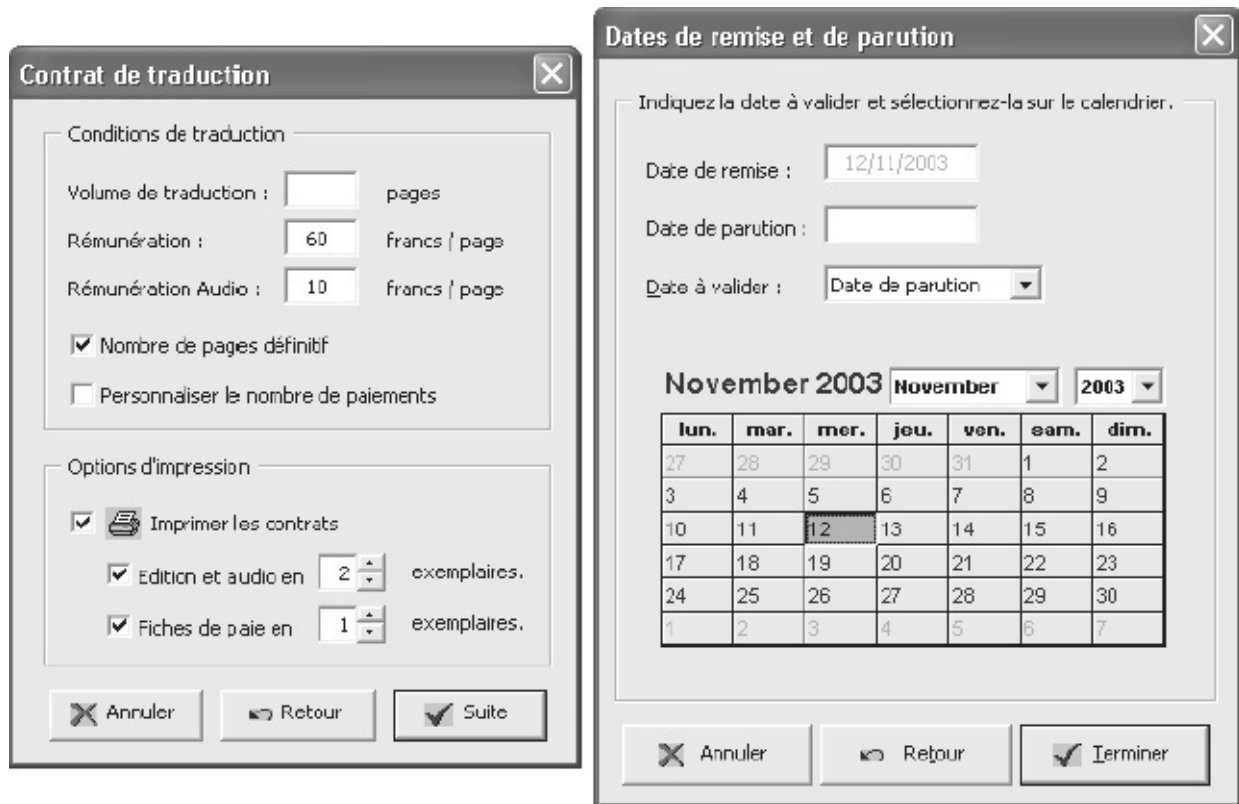 Contrat de traduction
Conditions de traduction
Volume de traduction : pages
Rémunération : 60 francs / page
Rémunération Audio : 10 francs / page
Nombre de pages définitif
Personnaliser le nombre de paiements
Options d'impression
Imprimer les contrats
Edition et audio en 2 exemplaires.
Fiches de paie en 1 exemplaires.
Annuler Retour Suite
Dates de remise et de parution
Indiquez la date à valider et sélectionnez-la sur le calendrier.
Date de remise : 12/11/2003
Date de parution :
Date à valider : Date de parution
November 2003 November 2003
lun. mar. mer. jeu. ven. sam. dim.
27 28 29 30 31 1 2
3 4 5 6 7 8 9
10 11 12 13 14 15 16
17 18 19 20 21 22 23
24 25 26 27 28 29 30
1 2 3 4 5 6 7
Annuler Retour Terminer